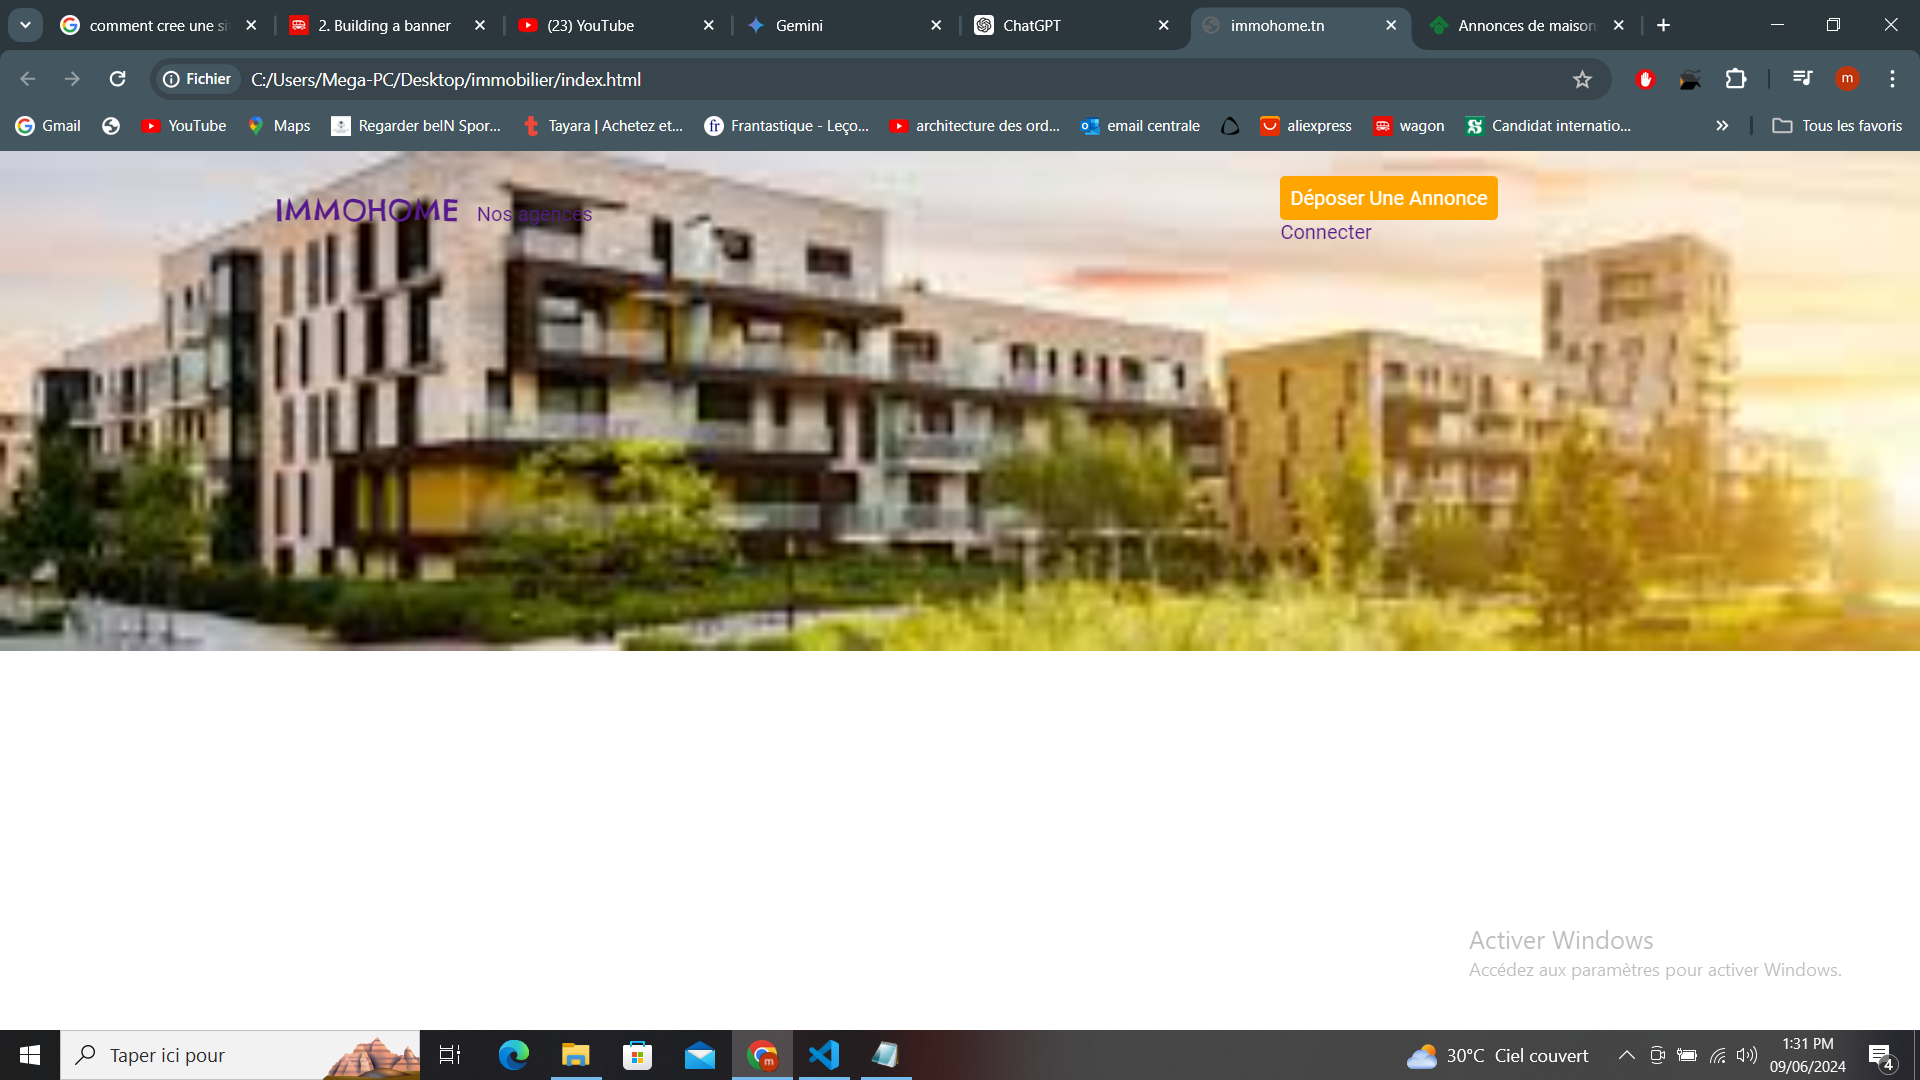 comment cree une si
2. Building a banner
(23) YouTube
Gemini
ChatGPT
immohome.tn
Annonces de maison
Fichier
C:/Users/Mega-PC/Desktop/immobilier/index.html
m
Gmail
YouTube
Maps
Regarder beIN Spor...
Tayara | Achetez et...
fr
Frantastique - Leço...
architecture des ord...
email centrale
aliexpress
wagon
Candidat internatio...
Tous les favoris
IMMOHOME
Nos agences
Déposer Une Annonce
Connecter
Activer Windows
Accédez aux paramètres pour activer Windows.
Taper ici pour
m
30°C Ciel couvert
1:31 PM
09/06/2024
4